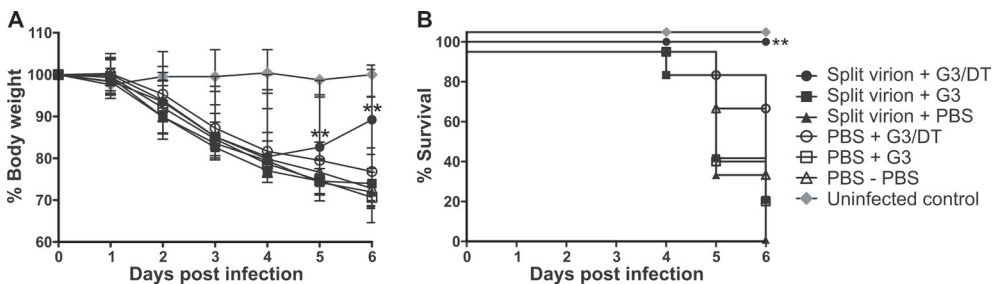 A
% Body weight
110
100
90
80
70
60
**
**
0 1 2 3 4 5 6
Days post infection
B
% Survival
100
80
60
40
20
0
**
0 1 2 3 4 5 6
Days post infection
Split virion + G3/DT
Split virion + G3
Split virion + PBS
PBS + G3/DT
PBS + G3
PBS - PBS
Uninfected control